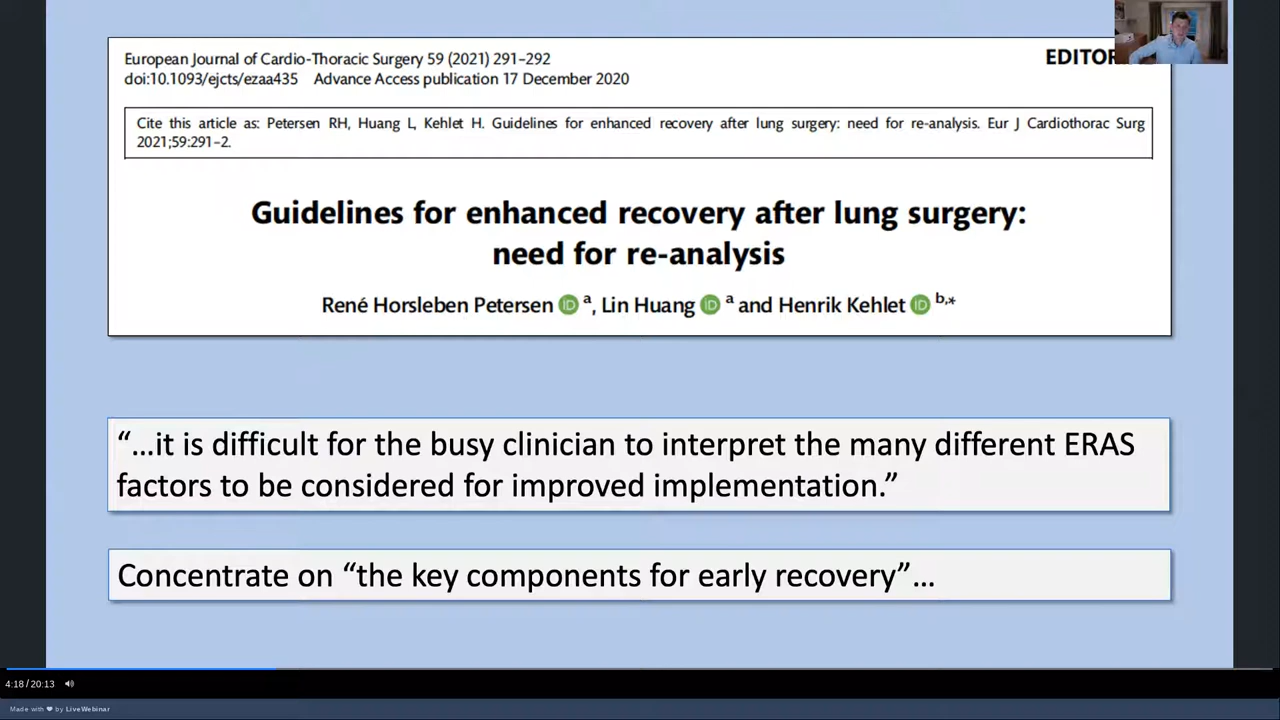 European Journal of Cardio-Thoracic Surgery 59 (2021) 291–292
EDITOR
doi:10.1093/ejcts/ezaa435 Advance Access publication 17 December 2020
Cite this article as: Petersen RH, Huang L, Kehlet H. Guidelines for enhanced recovery after lung surgery: need for re-analysis. Eur J Cardiothorac Surg
2021;59:291–2.
Guidelines for enhanced recovery after lung surgery:
need for re-analysis
René Horsleben Petersen iD a, Lin Huang iD a and Henrik Kehlet iD b,*
“…it is difficult for the busy clinician to interpret the many different ERAS
factors to be considered for improved implementation.”
Concentrate on “the key components for early recovery”…
4:18 / 20:13
Made with ❤ by LiveWebinar